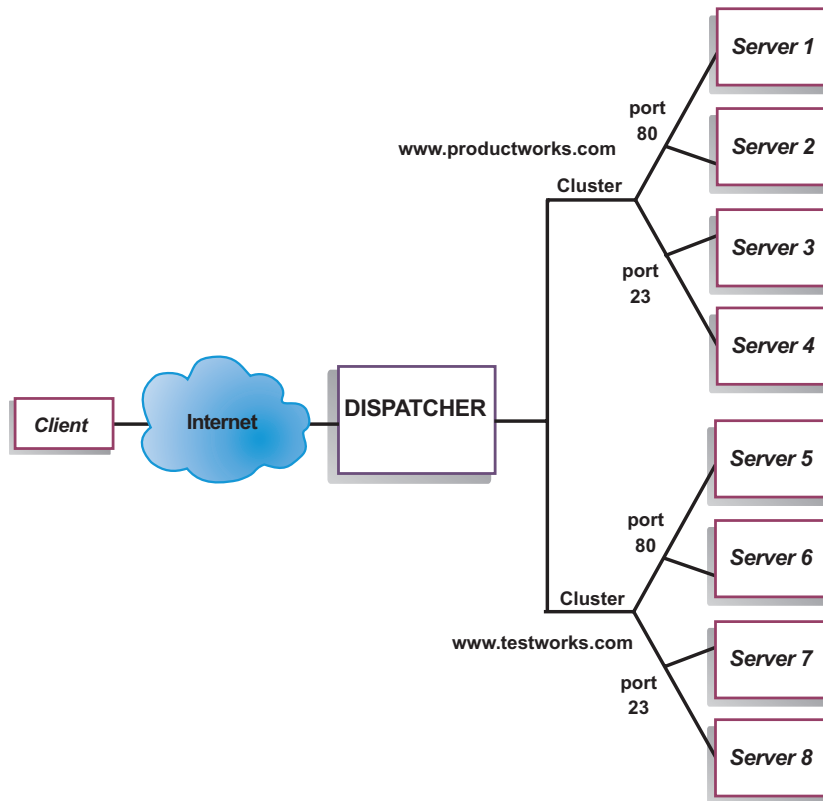 Server 1
port
80
www.productworks.com
Server 2
Cluster
Server 3
port
23
Server 4
DISPATCHER
Internet
Client
Server 5
port
80
Server 6
Cluster
www.testworks.com
Server 7
port
23
Server 8